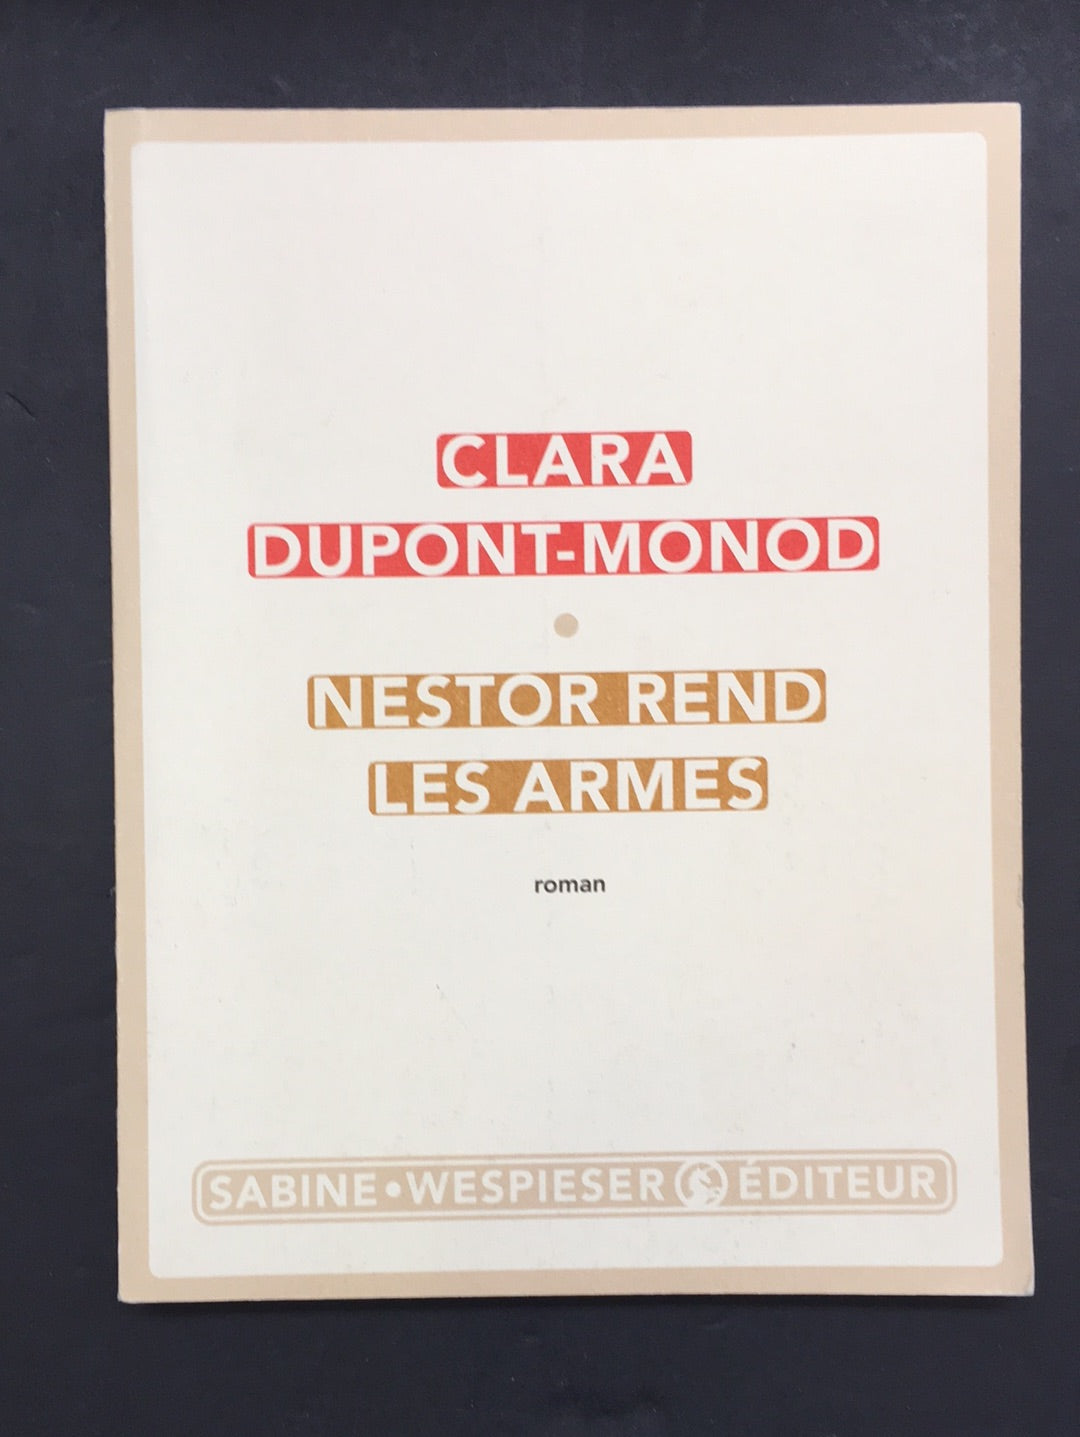 CLARA
DUPONT-MONOD
NESTOR REND
LES ARMES
roman
SABINE • WESPIESER ÉDITEUR